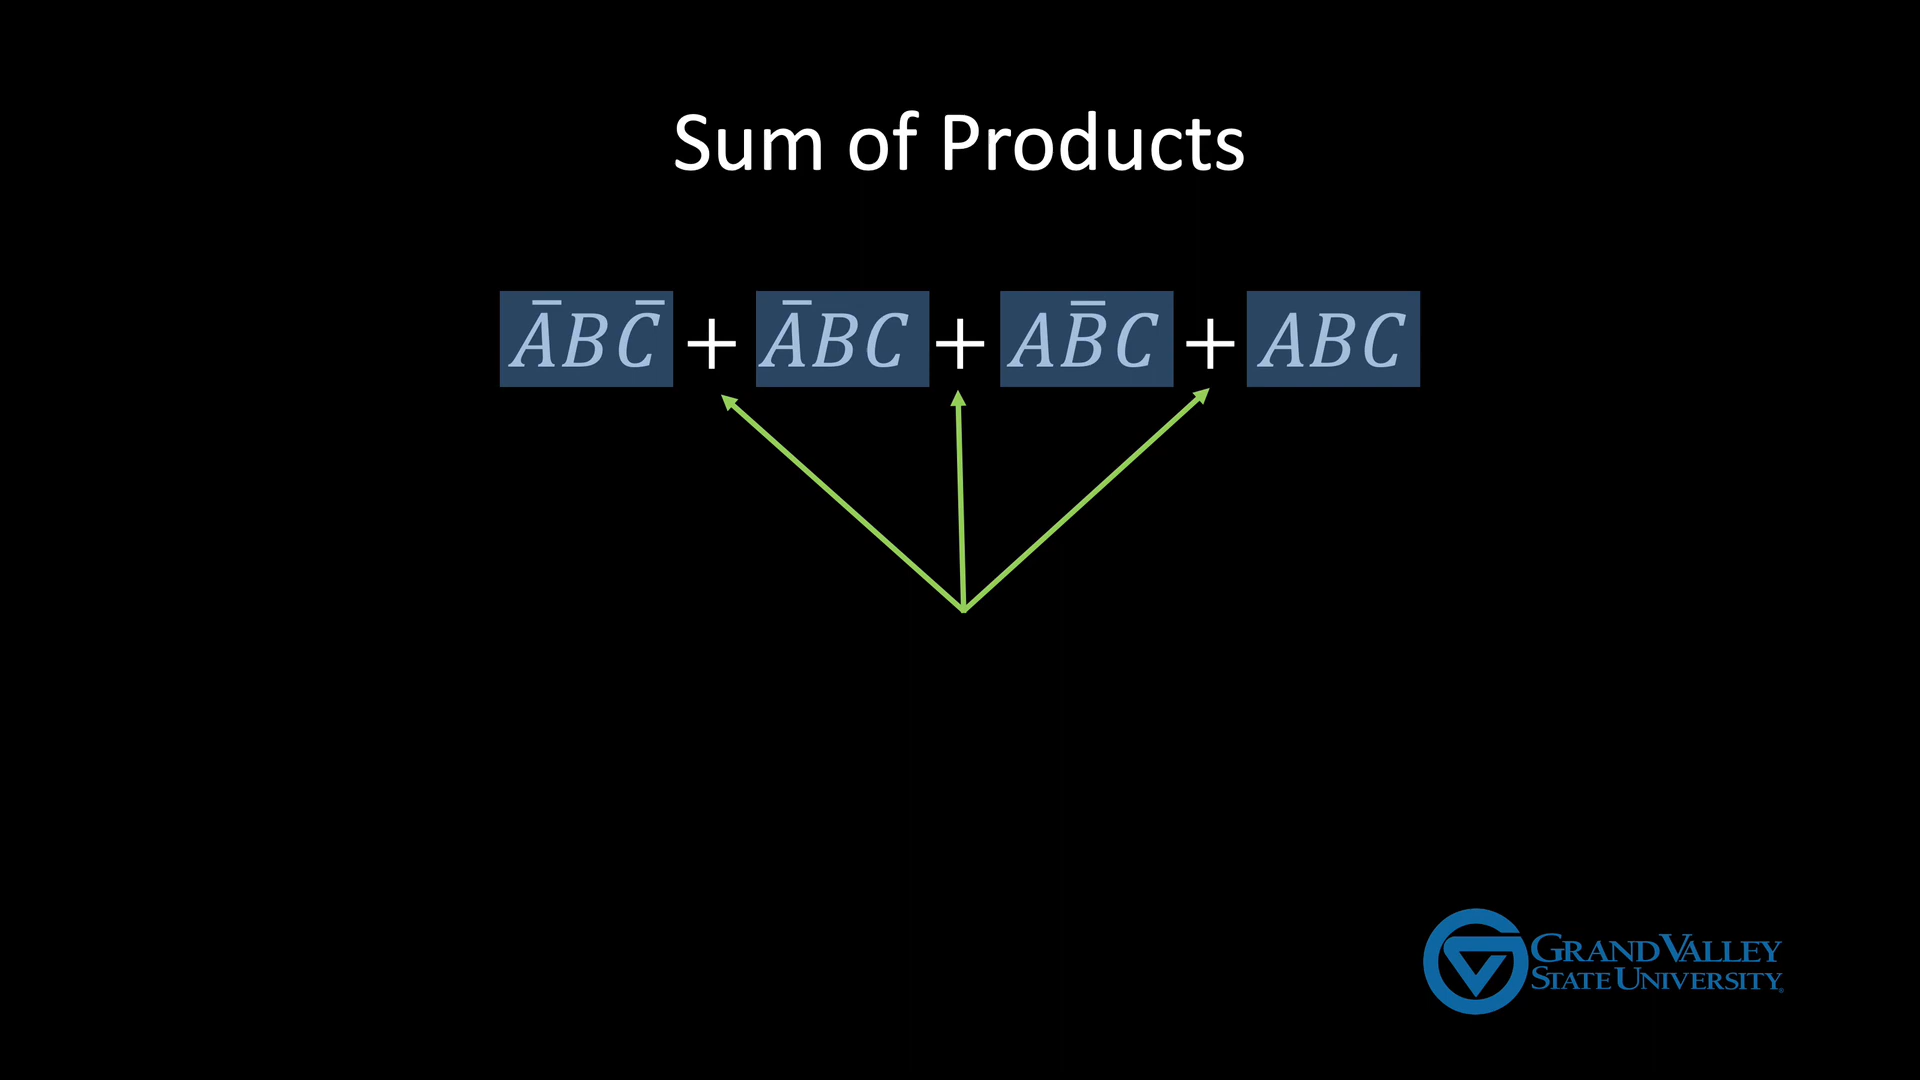 Sum of Products
A̅BC̅ + A̅BC + AB̅C + ABC
GRAND VALLEY
STATE UNIVERSITY®